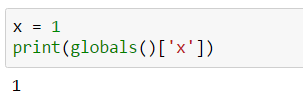 x = 1
print(globals()['x'])
1